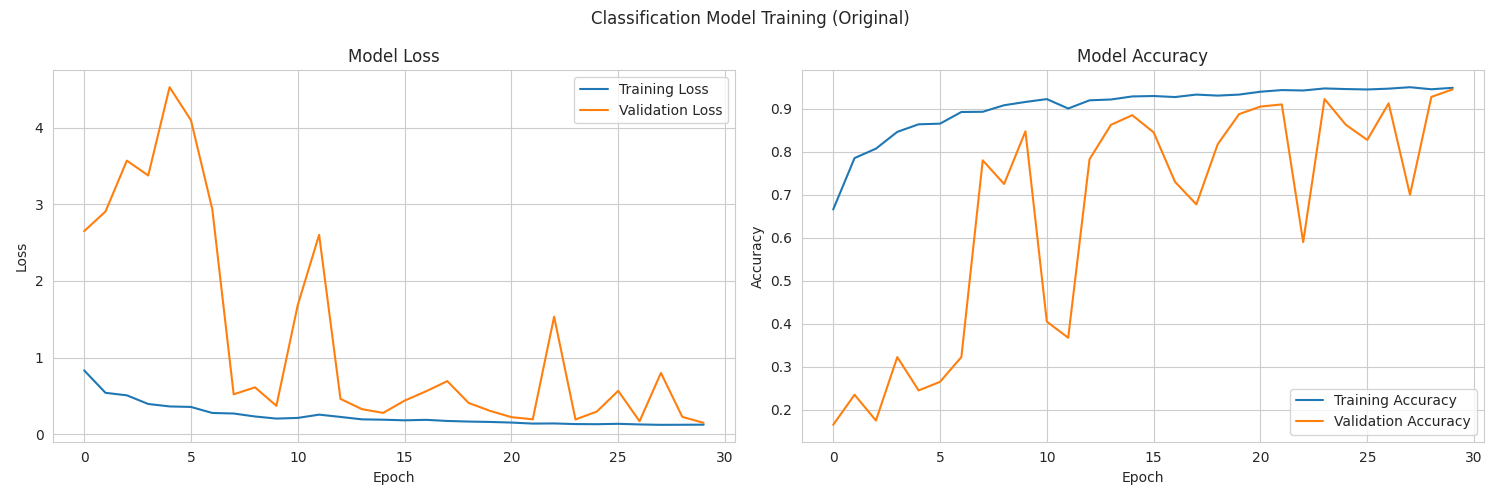 Classification Model Training (Original)
Model Loss
Training Loss
Validation Loss
4
3
2
1
0
Loss
0 5 10 15 20 25 30
Epoch
Model Accuracy
0.9
0.8
0.7
0.6
0.5
0.4
0.3
0.2
Accuracy
Training Accuracy
Validation Accuracy
0 5 10 15 20 25 30
Epoch